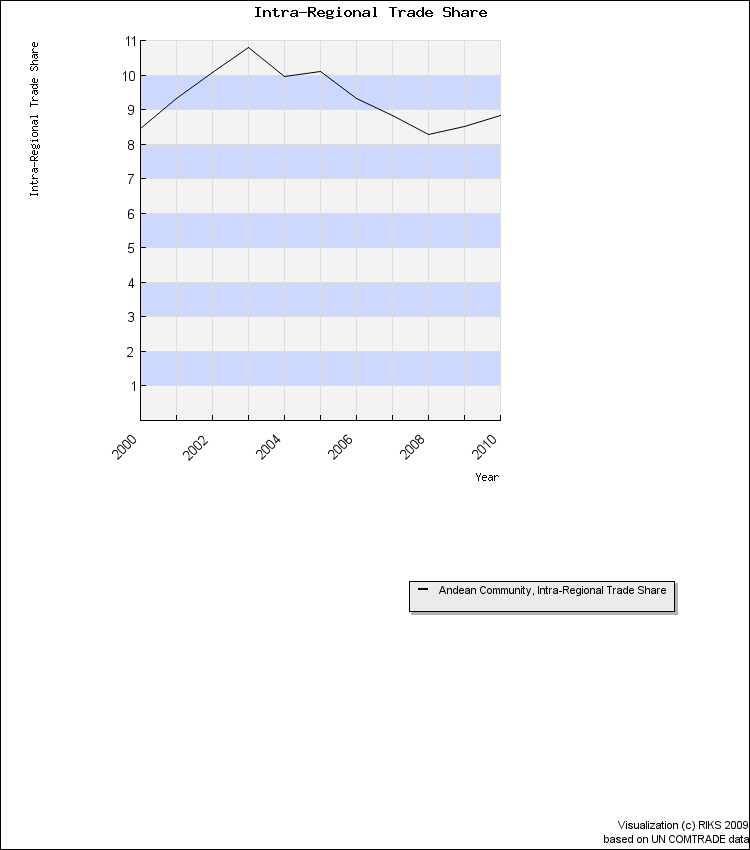 Intra-Regional Trade Share
Intra-Regional Trade Share
11
10
9
8
7
6
5
4
3
2
1
2000 2002 2004 2006 2008 2010
Year
Andean Community, Intra-Regional Trade Share
Visualization (c) RIKS 2009
based on UN COMTRADE data